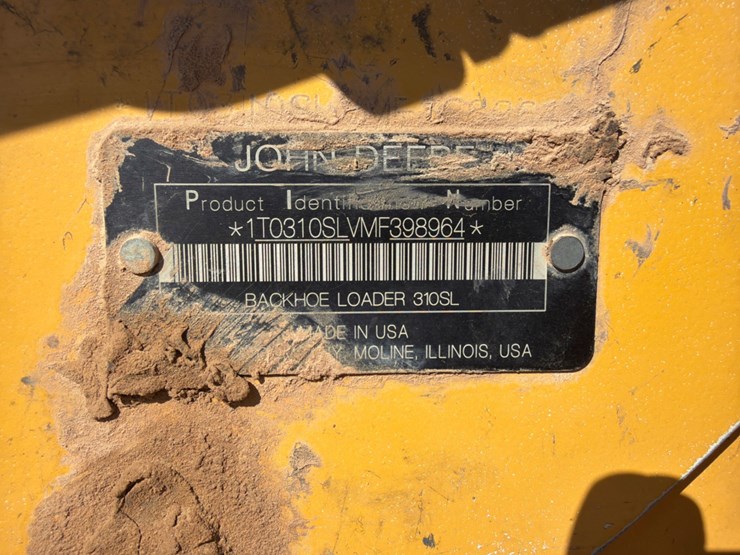 JOHN DEERE
Product Identification Number
*1T0310SLVMF398964*
BACKHOE LOADER 310SL
MADE IN USA
MOLINE, ILLINOIS, USA